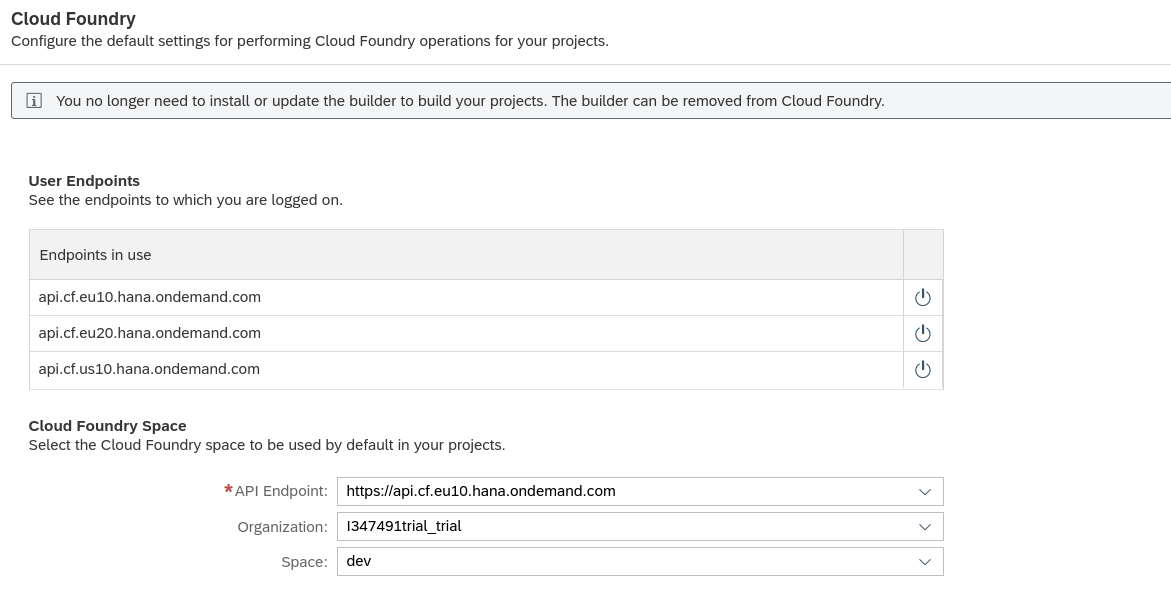 Cloud Foundry
Configure the default settings for performing Cloud Foundry operations for your projects.
You no longer need to install or update the builder to build your projects. The builder can be removed from Cloud Foundry.
User Endpoints
See the endpoints to which you are logged on.
Endpoints in use
api.cf.eu10.hana.ondemand.com
api.cf.eu20.hana.ondemand.com
api.cf.us10.hana.ondemand.com
Cloud Foundry Space
Select the Cloud Foundry space to be used by default in your projects.
*API Endpoint: https://api.cf.eu10.hana.ondemand.com
Organization: I347491trial_trial
Space: dev